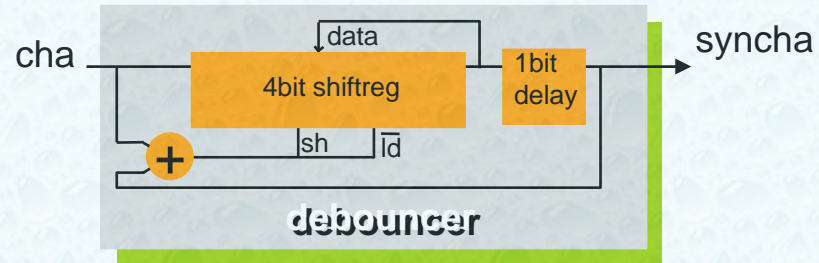 cha
data
syncha
4bit shiftreg
1bit
delay
sh
ld
+
debouncer